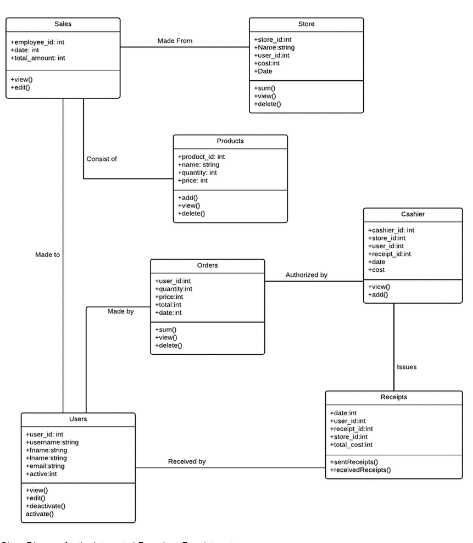 Sales
+employee_id: int
+date: int
+total_amount: int
+view()
+edit()
Made From
Store
+store_id:int
+Name:string
+user_id:int
+cost:int
+Date
+sum()
+view()
+delete()
Consist of
Products
+product_id: int
+name: string
+quantity: int
+price: int
+add()
+view()
+delete()
Cashier
+cashier_id: int
+store_id:int
+user_id:int
+receipt_id:int
+date
+cost
+view()
+add()
Made to
Orders
+user_id:int
+quantity:int
+price:int
+total:int
+date:int
+sum()
+view()
+delete()
Authorized by
Made by
Issues
Users
+user_id: int
+username:string
+fname:string
+lname:string
+email:string
+active:int
+view()
+edit()
+deactivate()
activate()
Received by
Receipts
+date:int
+user_id:int
+receipt_id:int
+store_id:int
+total_cost:int
+sentReceipts()
+receivedReceipts()